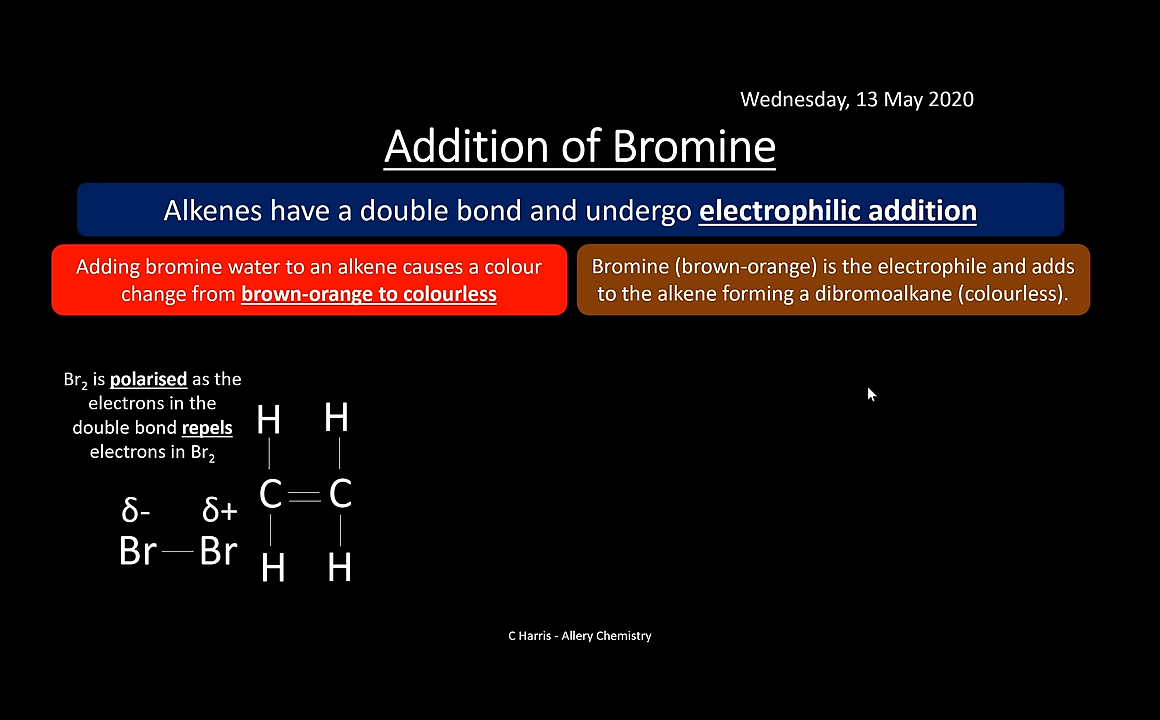 Wednesday, 13 May 2020
Addition of Bromine
Alkenes have a double bond and undergo electrophilic addition
Adding bromine water to an alkene causes a colour
change from brown-orange to colourless
Bromine (brown-orange) is the electrophile and adds
to the alkene forming a dibromoalkane (colourless).
Br₂ is polarised as the
electrons in the
double bond repels
electrons in Br₂
H H
C C
H H
δ- δ+
Br Br
C Harris - Allery Chemistry